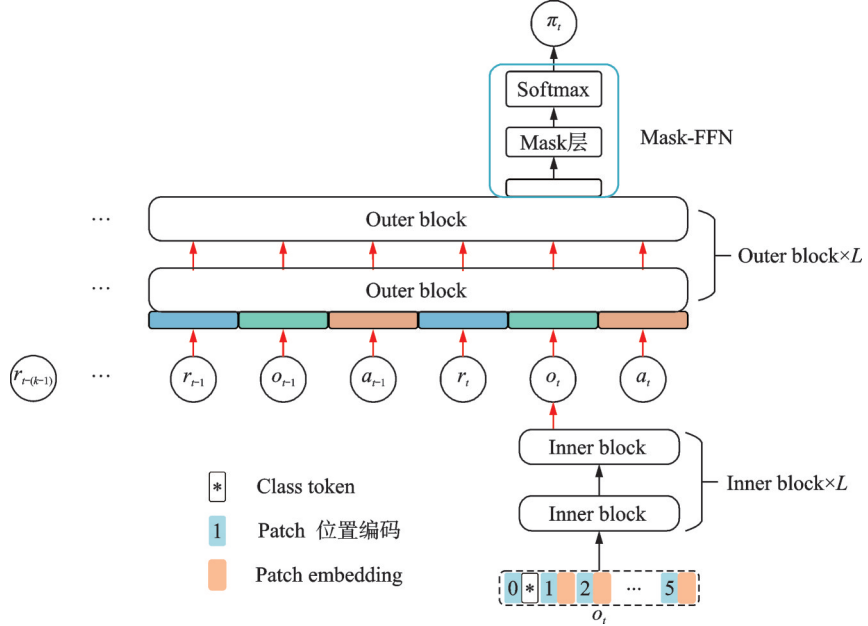 π_t
Softmax
Mask层
Mask-FFN
… Outer block
… Outer block
Outer block×L
r_{t-(k-1)} … r_{t-1} o_{t-1} a_{t-1} r_t o_t a_t
Inner block
Inner block
Inner block×L
* Class token
1 Patch 位置编码
Patch embedding
0 * 1 2 … 5
o_t